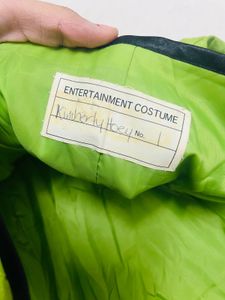 ENTERTAINMENT COSTUME
Kimberly Hoey No. 1